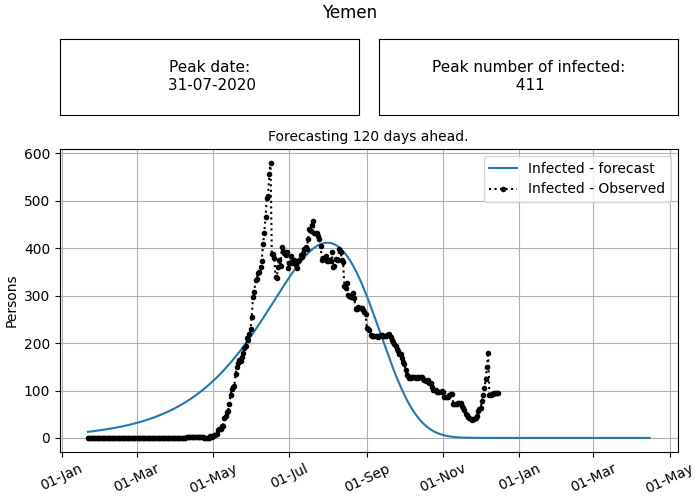 Yemen
Peak date:
31-07-2020
Peak number of infected:
411
Forecasting 120 days ahead.
Infected - forecast
Infected - Observed
Persons
600
500
400
300
200
100
0
01-Jan
01-Mar
01-May
01-Jul
01-Sep
01-Nov
01-Jan
01-Mar
01-May